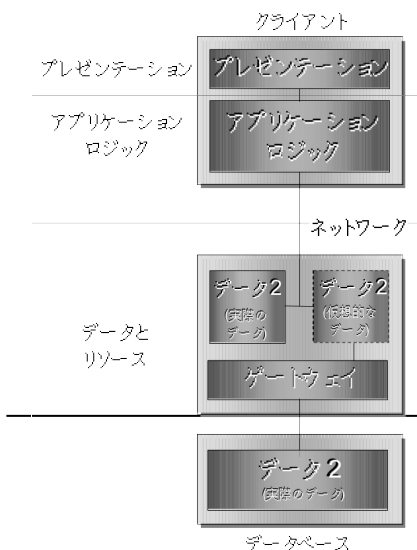 クライアント
プレゼンテーション
プレゼンテーション
アプリケーション
ロジック
アプリケーション
ロジック
ネットワーク
データと
リソース
データ2
(実際の
データ)
データ2
(仮想的な
データ)
ゲートウェイ
データ 2
(実際のデータ)
データベース